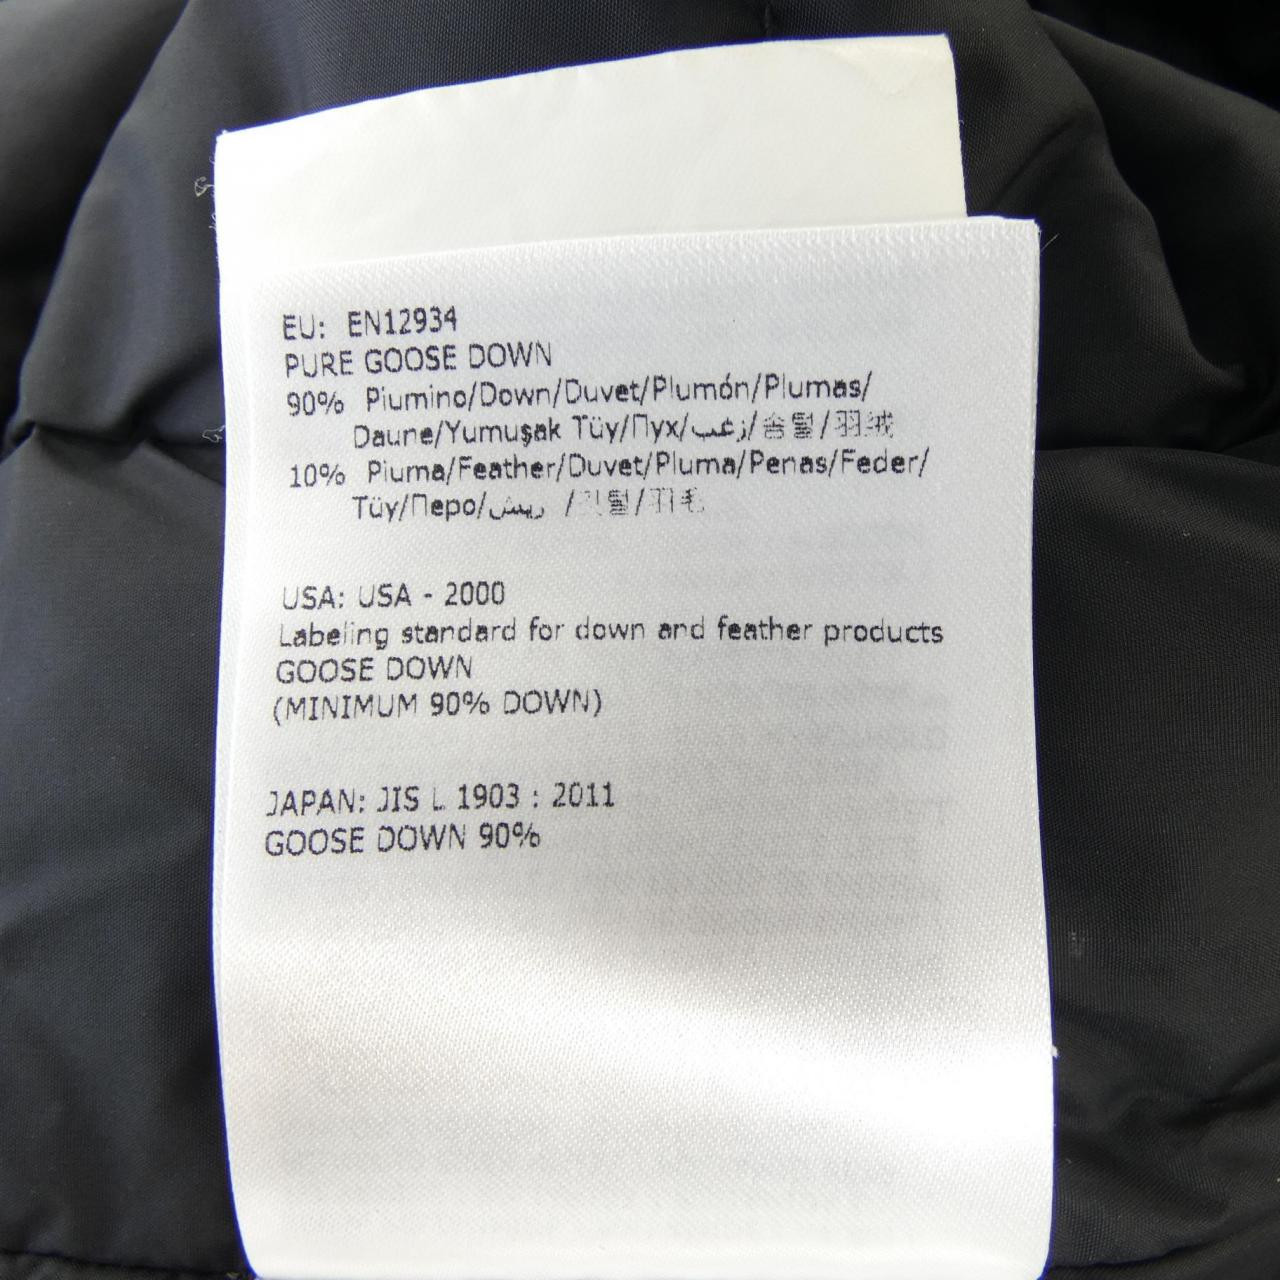 EU: EN12934
PURE GOOSE DOWN
90% Piumino/Down/Duvet/Plumón/Plumas/
Daune/Yumuşak Tüy/Пух/زغب/솜털/羽绒
10% Piuma/Feather/Duvet/Pluma/Penas/Feder/
Tüy/Перо/ريش /깃털/羽毛
USA: USA - 2000
Labeling standard for down and feather products
GOOSE DOWN
(MINIMUM 90% DOWN)
JAPAN: JIS L 1903 : 2011
GOOSE DOWN 90%